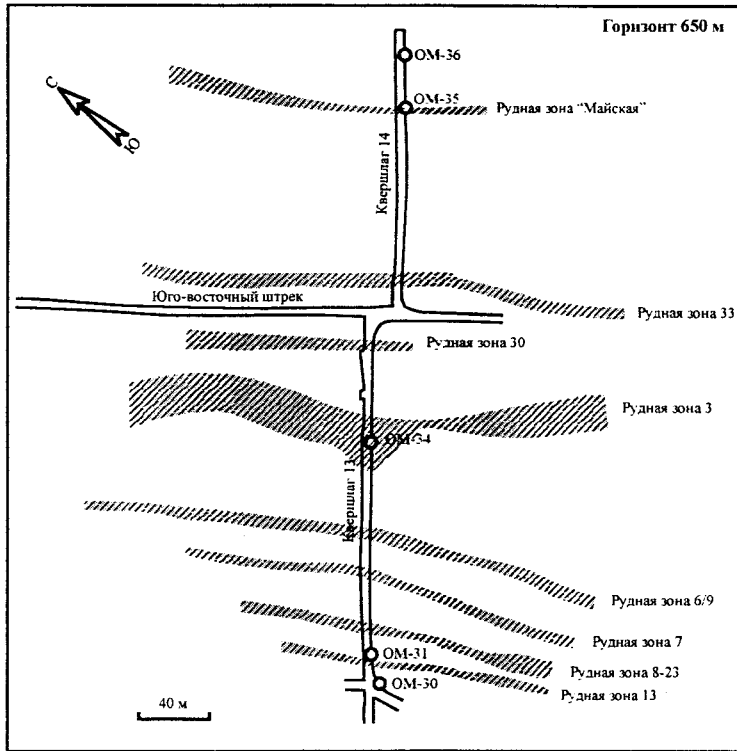 Горизонт 650 м
ОМ-36
С
Ю
ОМ-35
Рудная зона "Майская"
Квершлаг 14
Юго-восточный штрек
Рудная зона 33
Рудная зона 30
Рудная зона 3
ОМ-34
Квершлаг 13
Рудная зона 6/9
Рудная зона 7
ОМ-31
Рудная зона 8-23
ОМ-30
Рудная зона 13
40 м